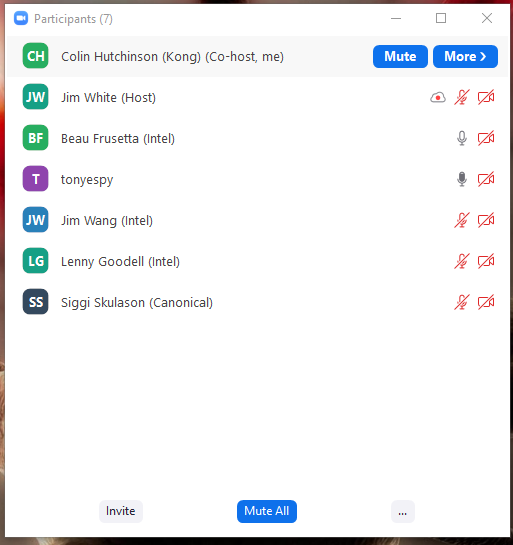 Participants (7)
CH Colin Hutchinson (Kong) (Co-host, me) Mute More
JW Jim White (Host)
BF Beau Frusetta (Intel)
T tonyespy
JW Jim Wang (Intel)
LG Lenny Goodell (Intel)
SS Siggi Skulason (Canonical)
Invite Mute All ...